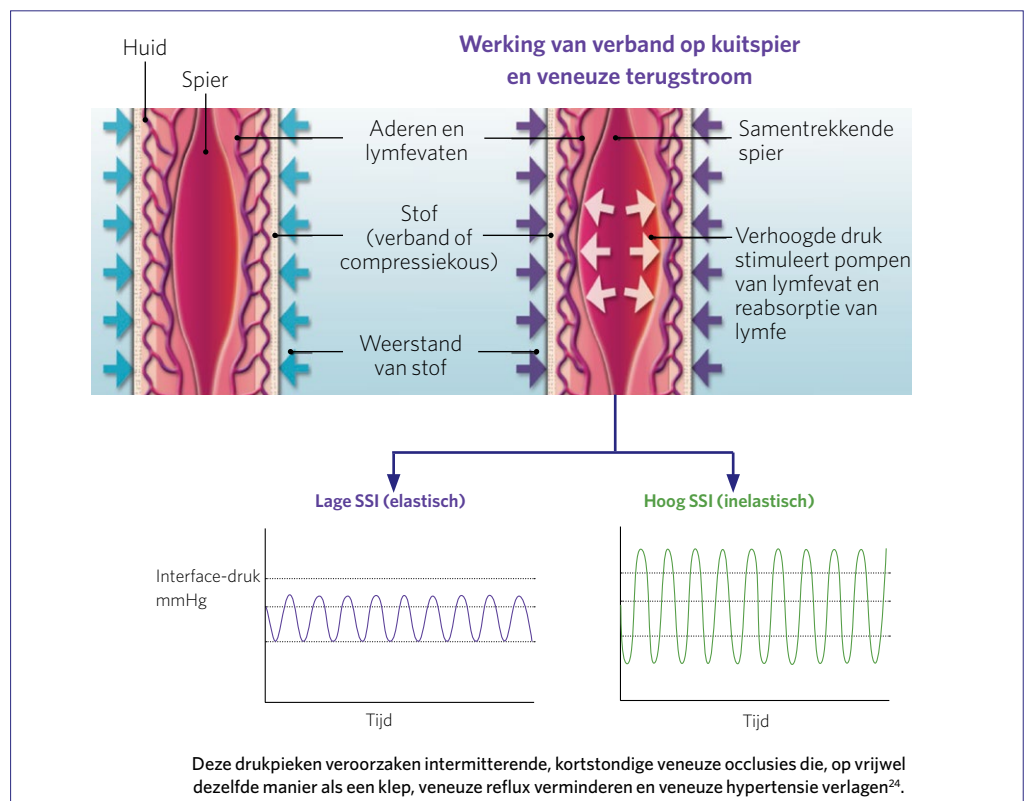 Werking van verband op kuitspier
en veneuze terugstroom
Huid
Spier
Aderen en
lymfevaten
Stof
(verband of
compressiekous)
Weerstand
van stof
Samentrekkende
spier
Verhoogde druk
stimuleert pompen
van lymfevat en
reabsorptie van
lymfe
Lage SSI (elastisch)
Interface-druk
mmHg
Tijd
Hoog SSI (inelastisch)
Tijd
Deze drukpieken veroorzaken intermitterende, kortstondige veneuze occlusies die, op vrijwel
dezelfde manier als een klep, veneuze reflux verminderen en veneuze hypertensie verlagen²⁴.